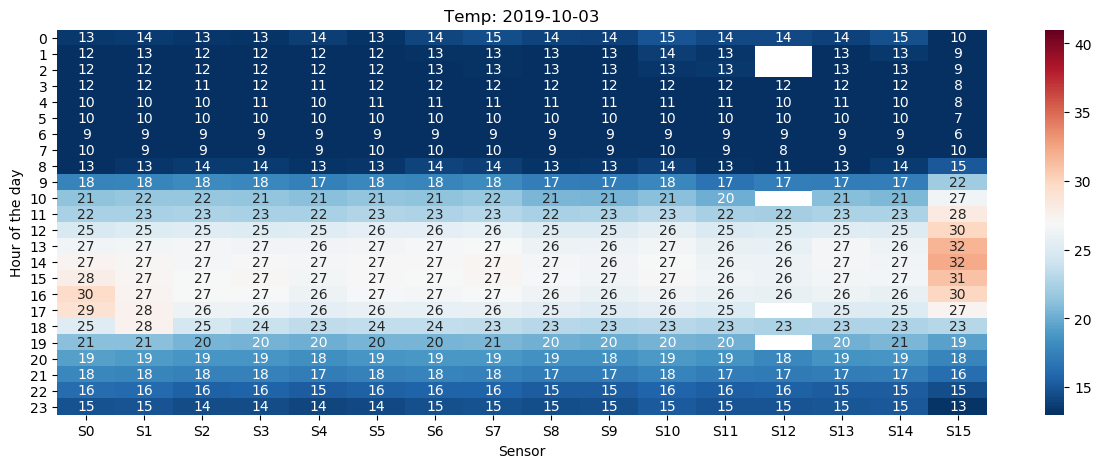 Temp: 2019-10-03
0 13 14 13 13 14 13 14 15 14 14 15 14 14 14 15 10
1 12 13 12 12 12 12 13 13 13 13 14 13 13 13 9
2 12 12 12 12 12 12 13 13 12 12 13 13 13 13 9
3 12 12 11 12 11 12 12 12 12 12 12 12 12 12 12 8
4 10 10 10 11 10 11 11 11 11 11 11 11 10 11 10 8
5 10 10 10 10 10 10 10 10 10 10 10 10 10 10 10 7
6 9 9 9 9 9 9 9 9 9 9 9 9 9 9 9 6
7 10 9 9 9 9 10 10 10 9 9 10 9 8 9 9 10
8 13 13 14 14 13 13 14 14 13 13 14 13 11 13 14 15
9 18 18 18 18 17 18 18 18 17 17 18 17 17 17 17 22
10 21 22 22 21 21 21 21 22 21 21 21 20 21 21 27
11 22 23 23 23 22 23 23 23 22 23 23 22 22 23 23 28
12 25 25 25 25 25 26 26 26 25 25 25 25 25 25 25 30
13 27 27 27 27 26 27 27 27 26 26 27 26 26 27 26 32
14 27 27 27 27 27 27 27 27 27 26 27 26 26 27 27 32
15 28 27 27 27 27 27 27 27 27 26 27 26 26 27 27 31
16 30 27 27 27 26 27 27 27 26 26 26 26 26 26 26 30
17 29 28 26 26 26 26 26 26 25 25 26 25 25 25 27
18 25 28 25 24 23 24 24 23 23 23 23 23 23 23 23 23
19 21 21 20 20 20 20 20 21 20 20 20 20 20 21 19
20 19 19 19 19 18 19 19 19 19 18 19 19 18 19 19 18
21 18 18 18 18 17 18 18 18 17 17 18 17 17 17 17 16
22 16 16 16 16 15 16 16 16 15 15 16 16 16 15 15 15
23 15 15 14 14 14 14 15 15 15 15 15 15 15 15 15 13
S0 S1 S2 S3 S4 S5 S6 S7 S8 S9 S10 S11 S12 S13 S14 S15
Sensor
Hour of the day
40
35
30
25
20
15